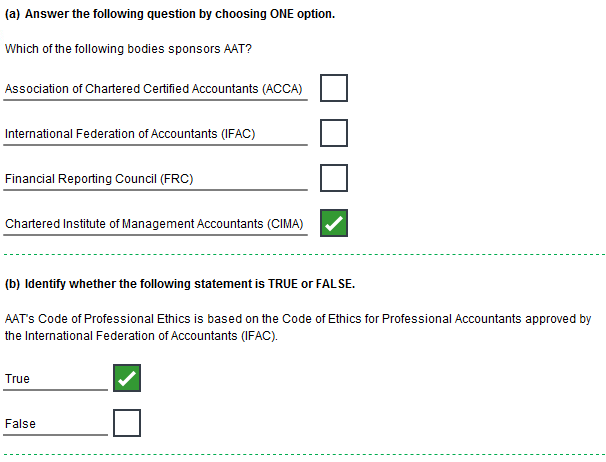 (a) Answer the following question by choosing ONE option.
Which of the following bodies sponsors AAT?
Association of Chartered Certified Accountants (ACCA)
International Federation of Accountants (IFAC)
Financial Reporting Council (FRC)
Chartered Institute of Management Accountants (CIMA)
(b) Identify whether the following statement is TRUE or FALSE.
AAT's Code of Professional Ethics is based on the Code of Ethics for Professional Accountants approved by
the International Federation of Accountants (IFAC).
True
False